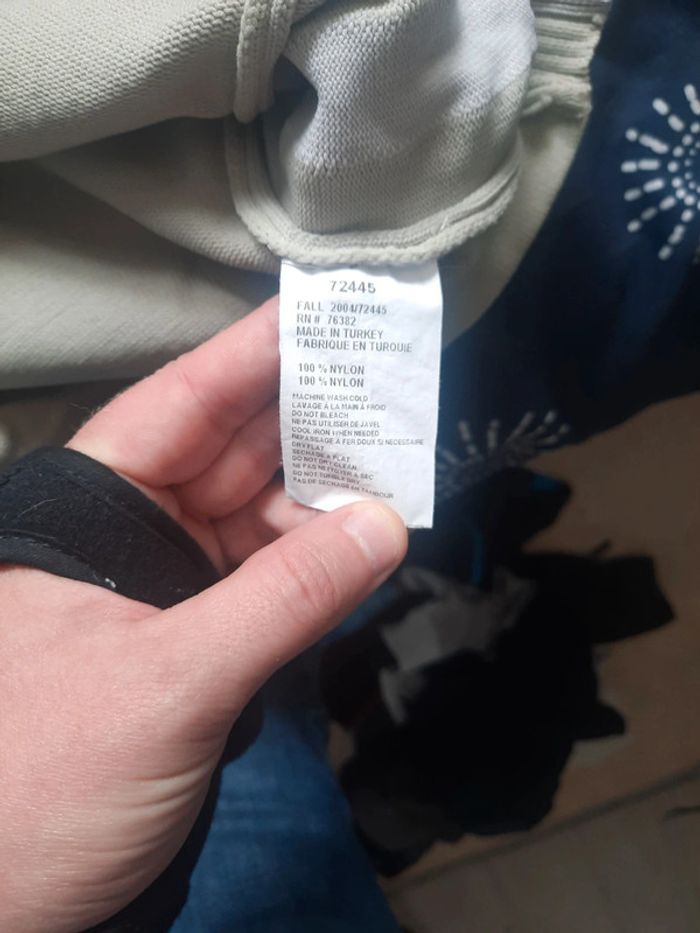 72445
FALL 2004/72445
RN # 76382
MADE IN TURKEY
FABRIQUE EN TURQUIE
100 % NYLON
100 % NYLON
MACHINE WASH COLD
LAVAGE A LA MAIN A FROID
DO NOT BLEACH
NE PAS UTILISER DE JAVEL
COOL IRON WHEN NEEDED
REPASSAGE A FER DOUX SI NECESSAIRE
DRY FLAT
SECHAGE A PLAT
DO NOT DRY CLEAN
NE PAS NETTOYER A SEC
DO NOT TUMBLE DRY
PAS DE SECHAGE EN TAMBOUR